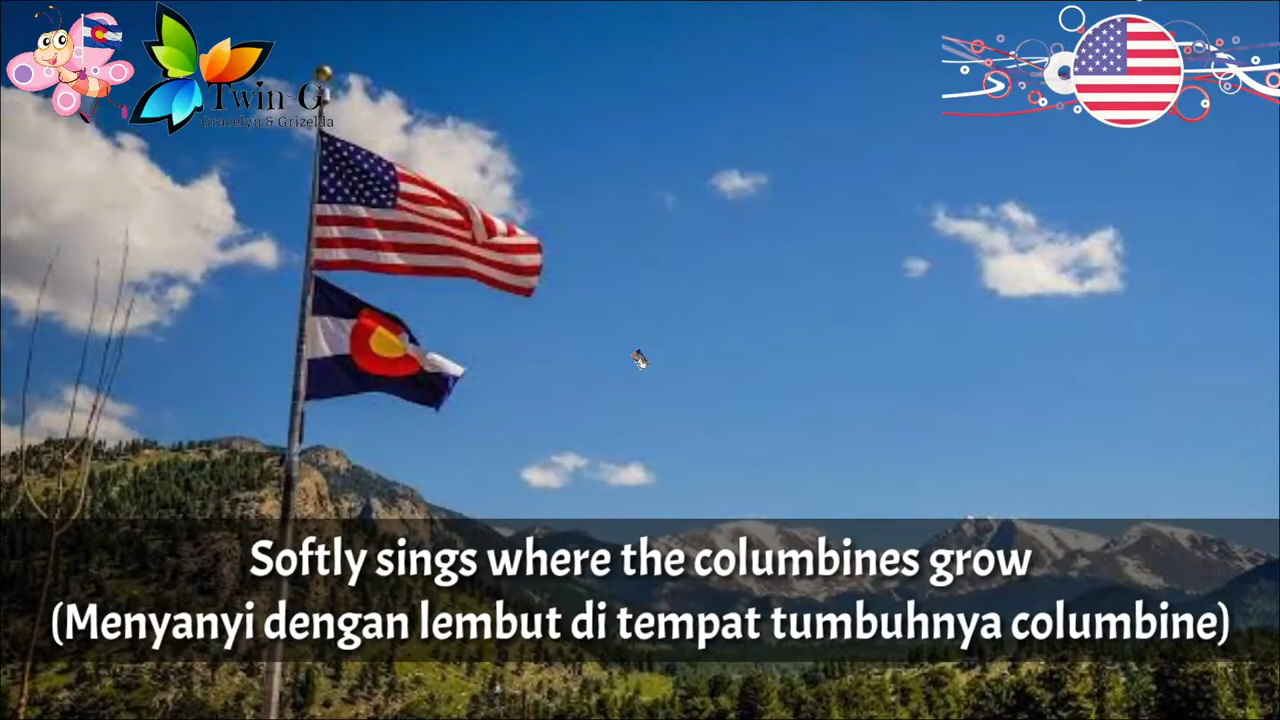 Twin G
Gracelyn & Grizelda
Softly sings where the columbines grow
(Menyanyi dengan lembut di tempat tumbuhnya columbine)